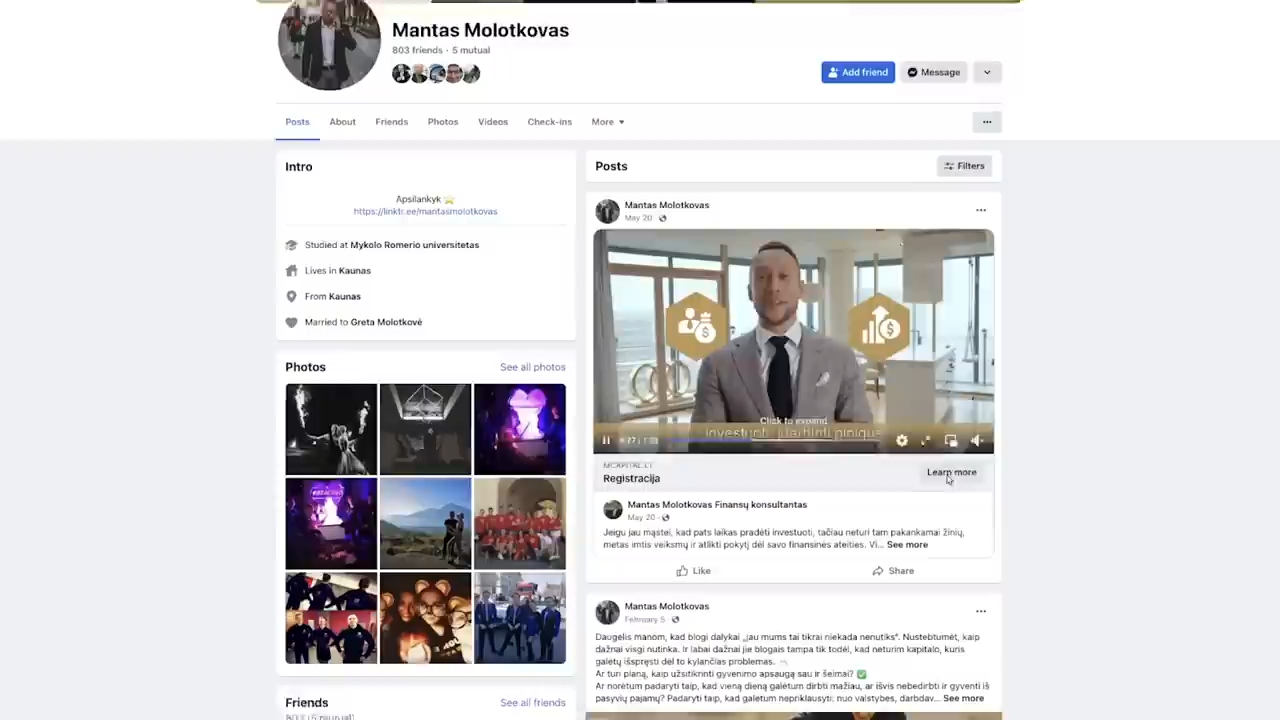 Mantas Molotkovas
803 friends · 5 mutual
Add friend
Message
Posts
About
Friends
Photos
Videos
Check-ins
More
Intro
Apsilankyk ⭐
https://linktr.ee/mantasmolotkovas
Studied at Mykolo Romerio universitetas
Lives in Kaunas
From Kaunas
Married to Greta Molotkovė
Photos
See all photos
Friends
See all friends
Posts
Filters
Mantas Molotkovas
May 20
Click to expand
investuoti, įdarbinti pinigus
MCAPITAL.LT
Registracija
Learn more
Mantas Molotkovas Finansų konsultantas
May 20
Jeigu jau mąstei, kad pats laikas pradėti investuoti, tačiau neturi tam pakankamai žinių,
metas imtis veiksmų ir atlikti pokytį dėl savo finansinės ateities. Vi... See more
Like
Share
Mantas Molotkovas
February 5
Daugelis manom, kad blogi dalykai „jau mums tai tikrai niekada nenutiks“. Nustebtumėt, kaip
dažnai visgi nutinka. Ir labai dažnai jie blogais tampa tik todėl, kad neturim kapitalo, kuris
galėtų išspręsti dėl to kylančias problemas.
Ar turi planą, kaip užsitikrinti gyvenimo apsaugą sau ir šeimai? ✅
Ar norėtum padaryti taip, kad vieną dieną galėtum dirbti mažiau, ar išvis nebedirbti ir gyventi iš
pasyvių pajamų? Padaryti taip, kad galėtum nepriklausyti: nuo valstybės, darbdav... See more